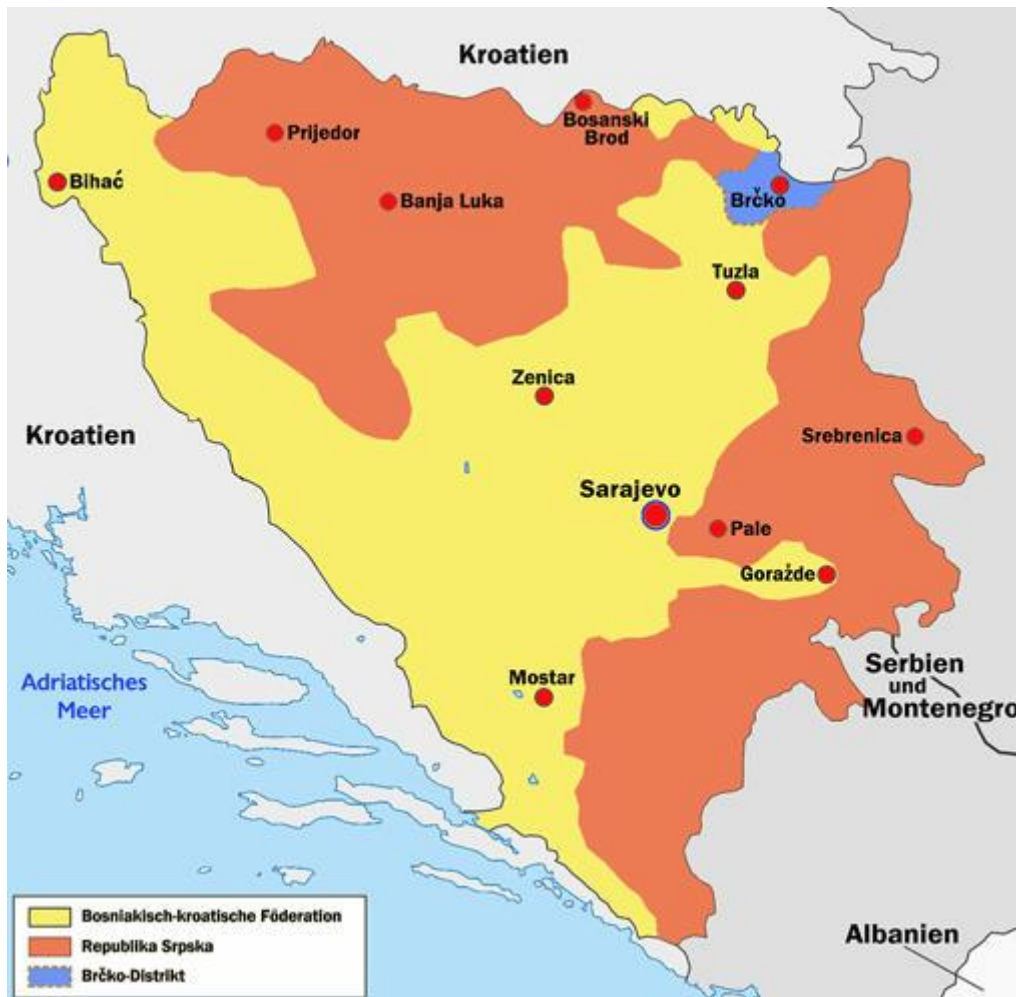 Kroatien
Bosanski
Brod
Prijedor
Bihać
Banja Luka
Brčko
Tuzla
Zenica
Kroatien
Srebrenica
Sarajevo
Pale
Goražde
Serbien
und
Montenegro
Adriatisches
Meer
Mostar
Bosniakisch-kroatische Föderation
Republika Srpska
Brčko-Distrikt
Albanien